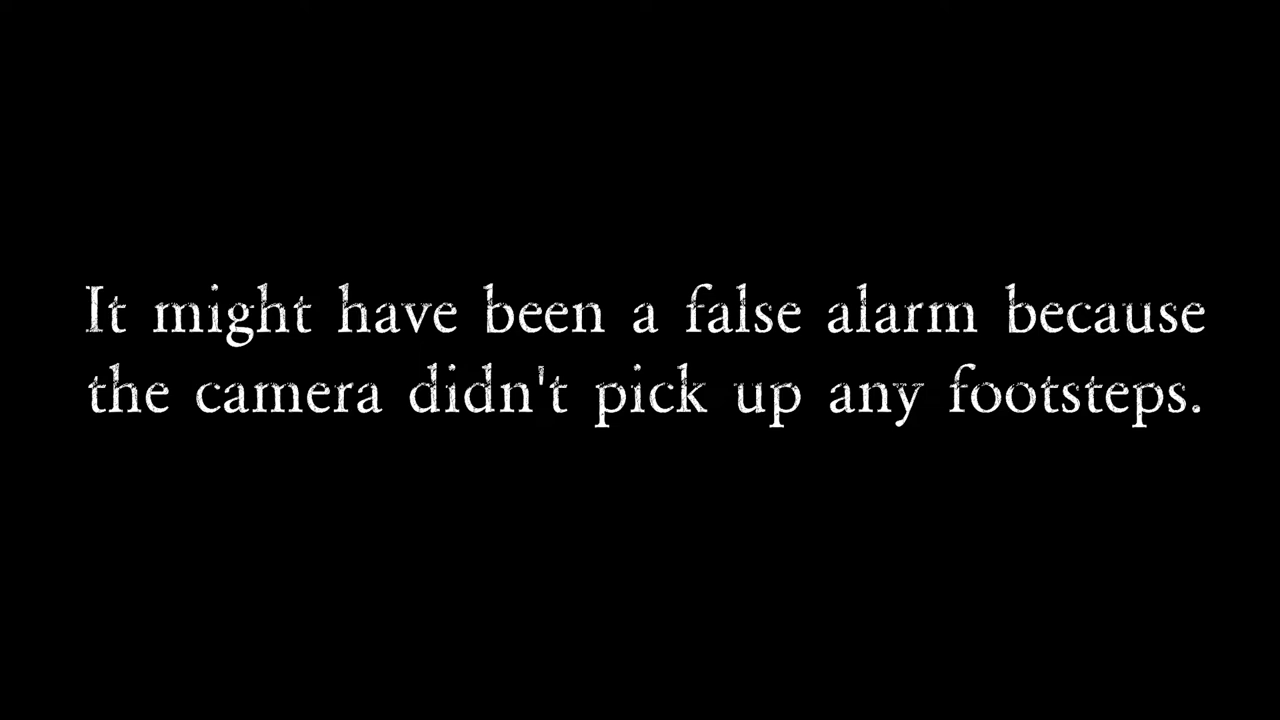 It might have been a false alarm because
the camera didn't pick up any footsteps.